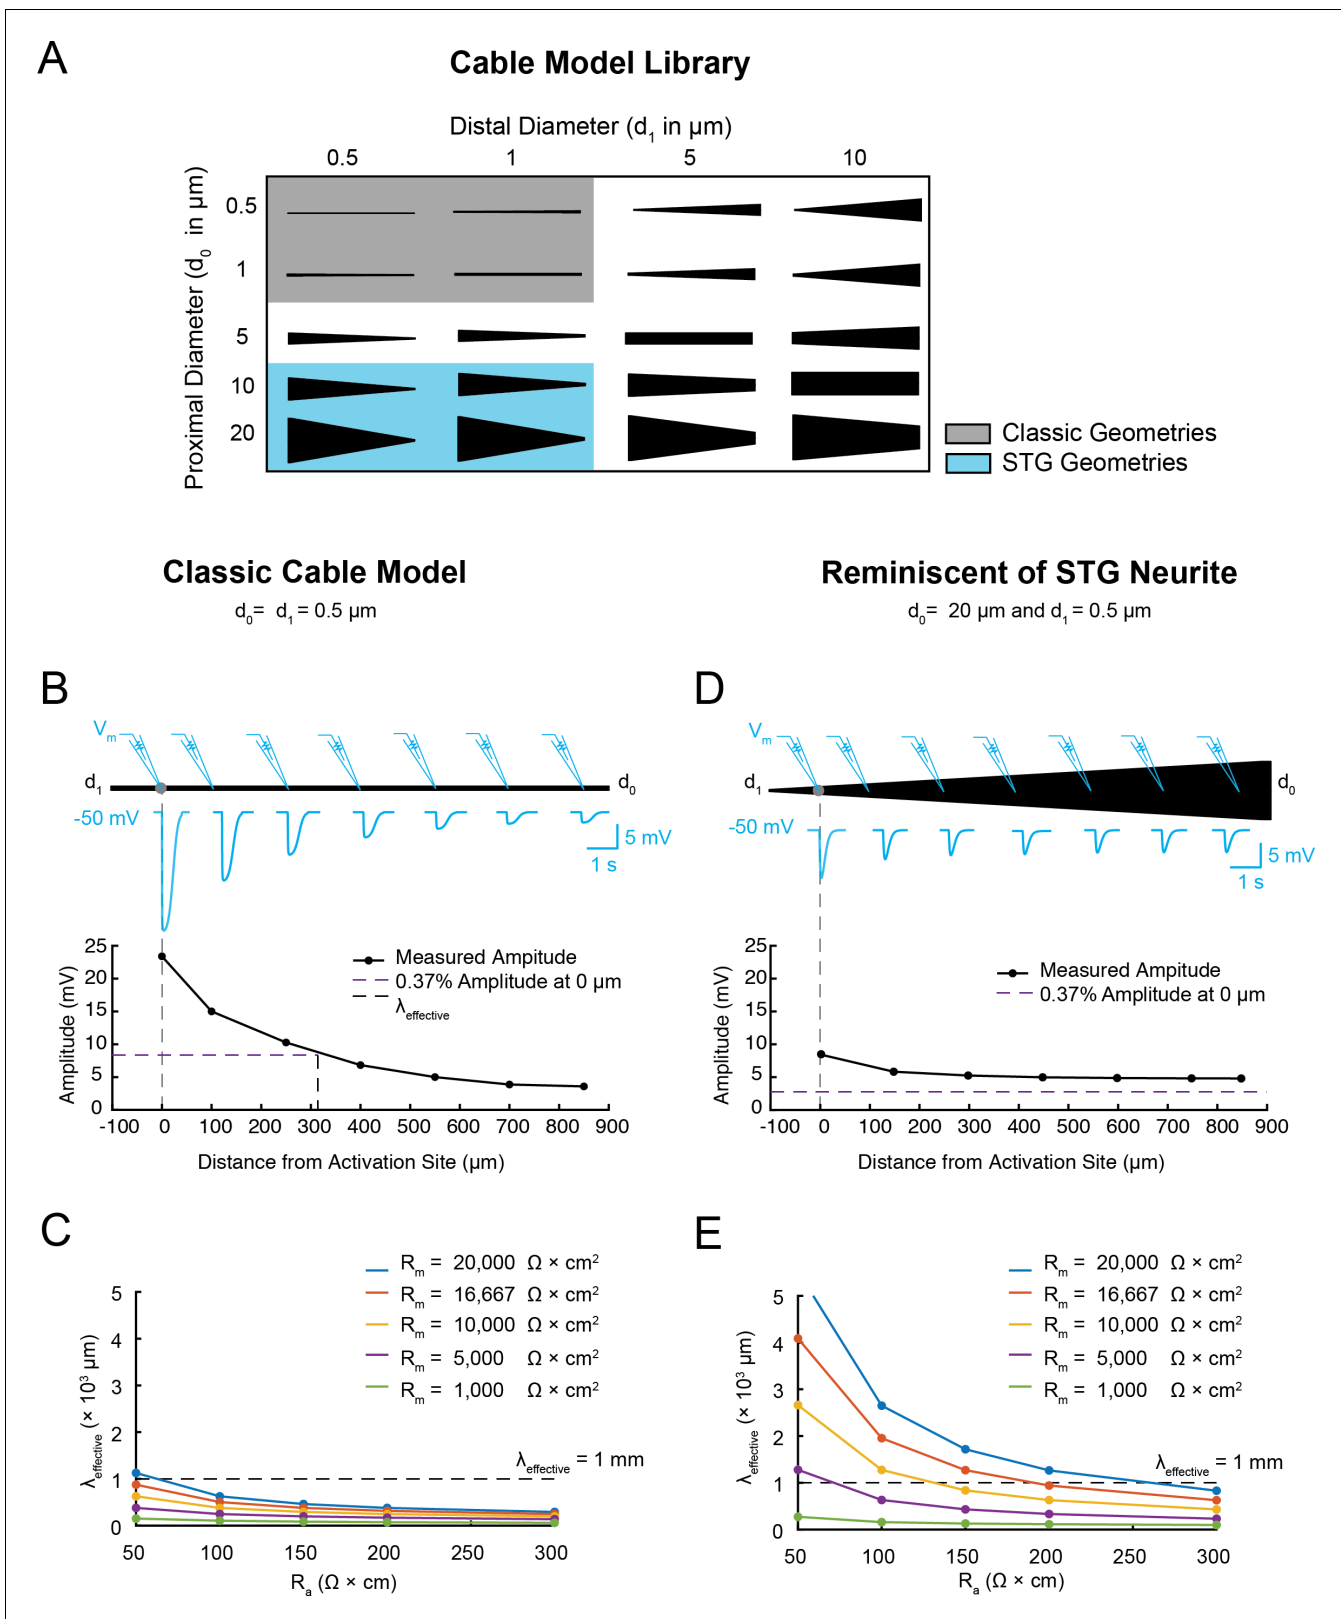 A
Cable Model Library
Distal Diameter (d1 in µm)
0.5 1 5 10
Proximal Diameter (d0 in µm)
0.5
1
5
10
20
Classic Geometries
STG Geometries
Classic Cable Model
d0= d1 = 0.5 µm
Reminiscent of STG Neurite
d0= 20 µm and d1 = 0.5 µm
B
Vm
d1
d0
-50 mV
5 mV
1 s
25
20
15
10
5
0
Amplitude (mV)
Measured Ampitude
0.37% Amplitude at 0 µm
λeffective
-100 0 100 200 300 400 500 600 700 800 900
Distance from Activation Site (µm)
D
Vm
d1
d0
-50 mV
5 mV
1 s
25
20
15
10
5
0
Amplitude (mV)
Measured Ampitude
0.37% Amplitude at 0 µm
-100 0 100 200 300 400 500 600 700 800 900
Distance from Activation Site (µm)
C
Rm = 20,000 Ω × cm²
Rm = 16,667 Ω × cm²
Rm = 10,000 Ω × cm²
Rm = 5,000 Ω × cm²
Rm = 1,000 Ω × cm²
5
4
3
2
1
0
λeffective (× 10³ µm)
λeffective = 1 mm
50 100 150 200 250 300
Ra (Ω × cm)
E
Rm = 20,000 Ω × cm²
Rm = 16,667 Ω × cm²
Rm = 10,000 Ω × cm²
Rm = 5,000 Ω × cm²
Rm = 1,000 Ω × cm²
5
4
3
2
1
0
λeffective (× 10³ µm)
λeffective = 1 mm
50 100 150 200 250 300
Ra (Ω × cm)